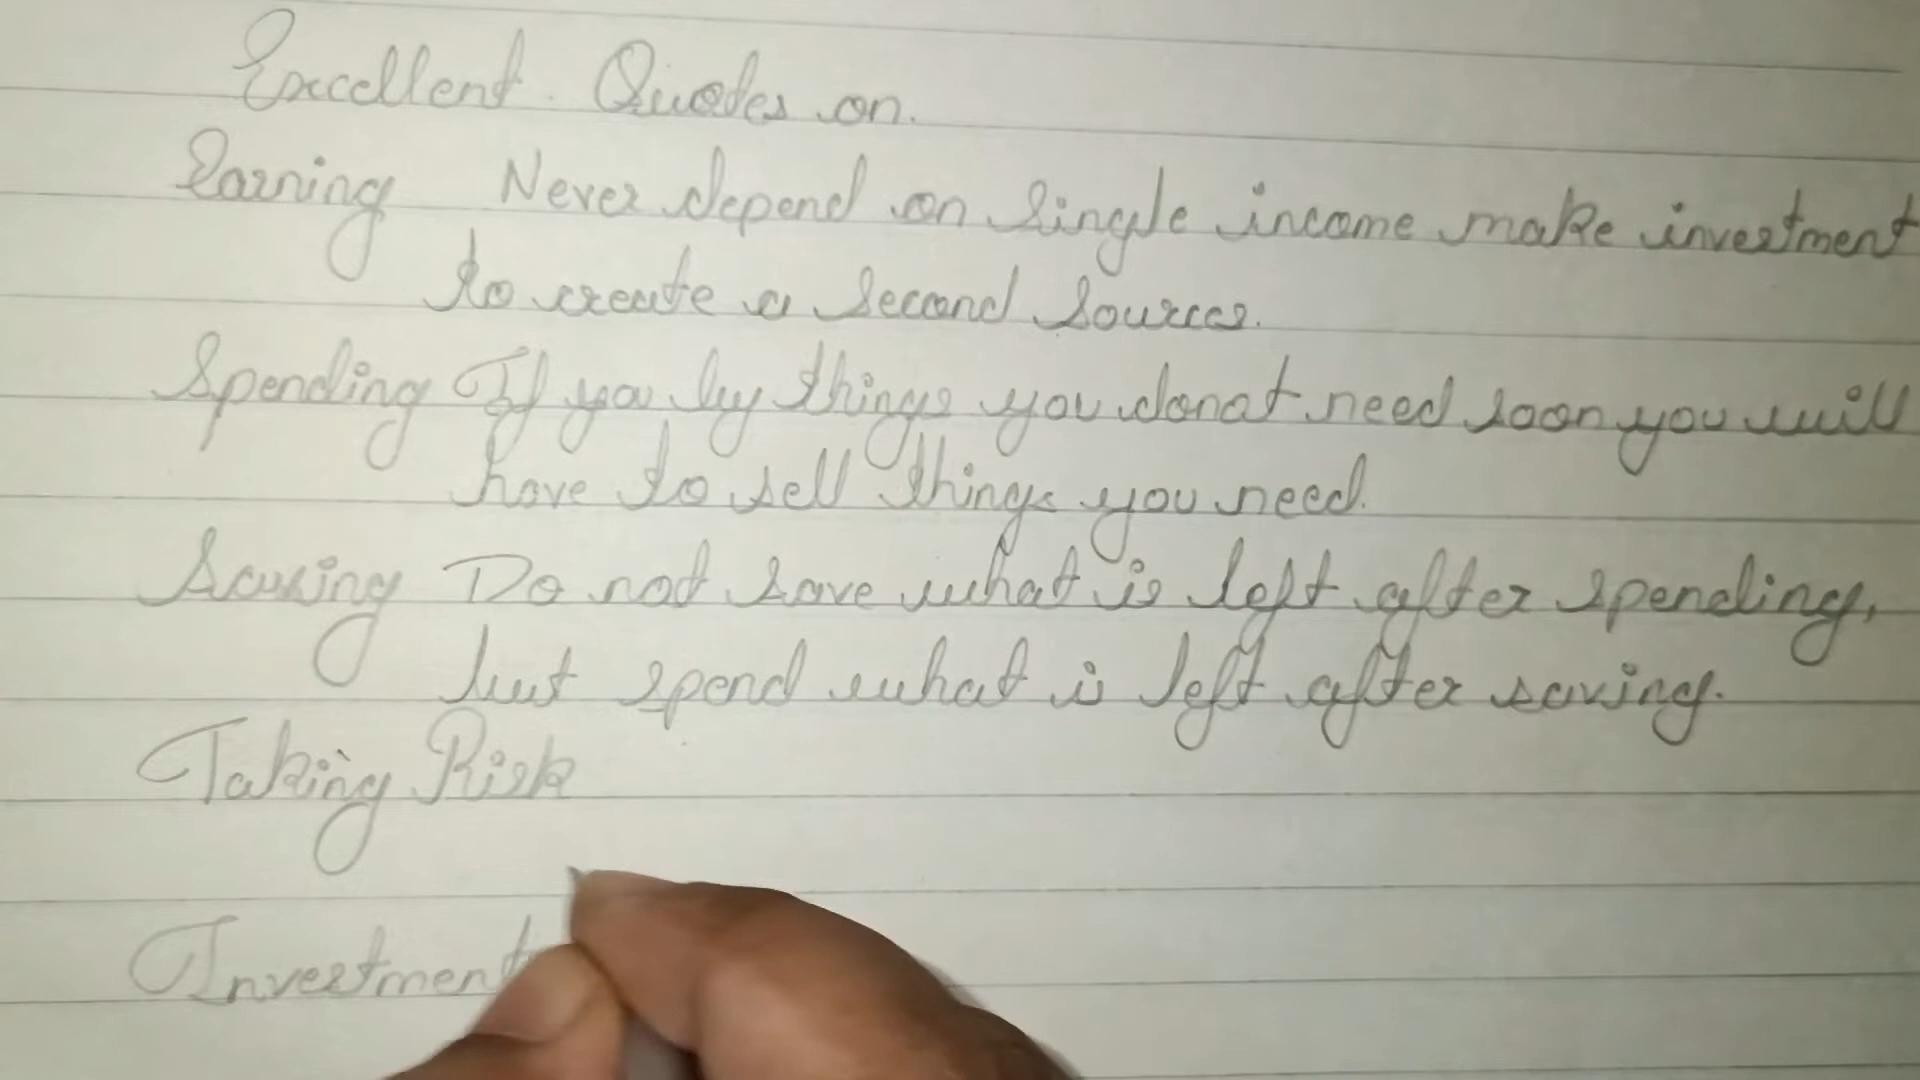 Excellent Quotes on.
Earning Never depend on single income make investment
to create a second sources.
Spending If you by things you donot need soon you will
have to sell things you need.
Saving Do not save what is left after spending,
but spend what is left after saving.
Taking Risk
Investment